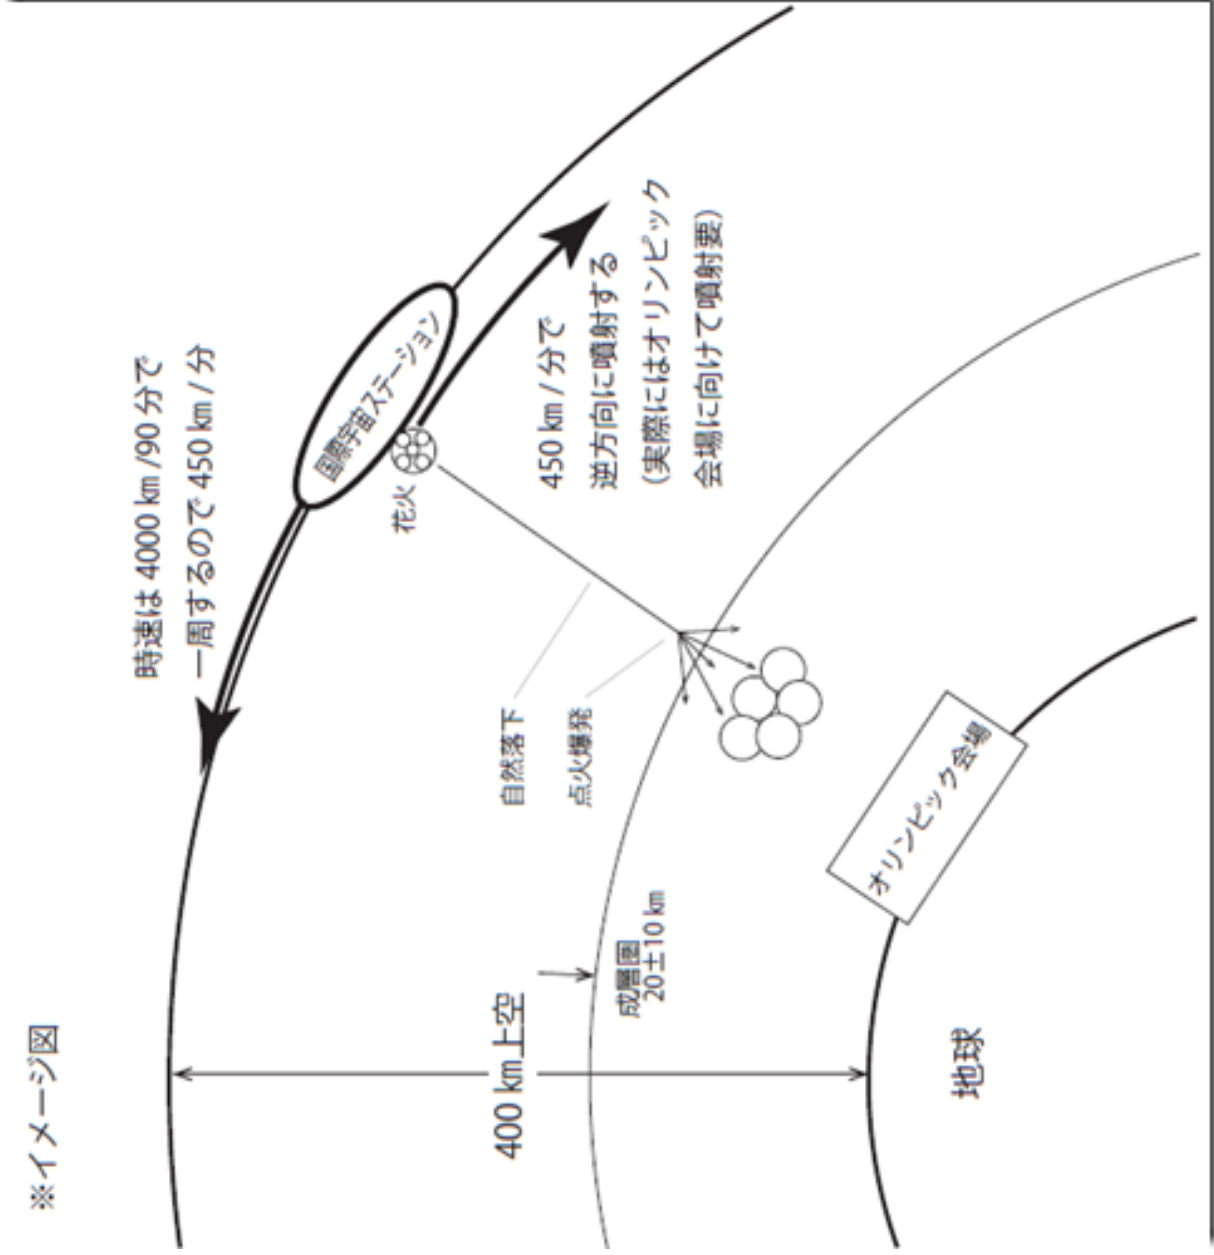 ※イメージ図
時速は 4000 ㎞ /90 分で
一周するので 450 ㎞ / 分
国際宇宙ステーション
花火
450 ㎞ / 分で
逆方向に噴射する
(実際にはオリンピック
会場に向けて噴射要)
自然落下
点火爆発
400 ㎞上空
成層圏
20±10 ㎞
オリンピック会場
地球